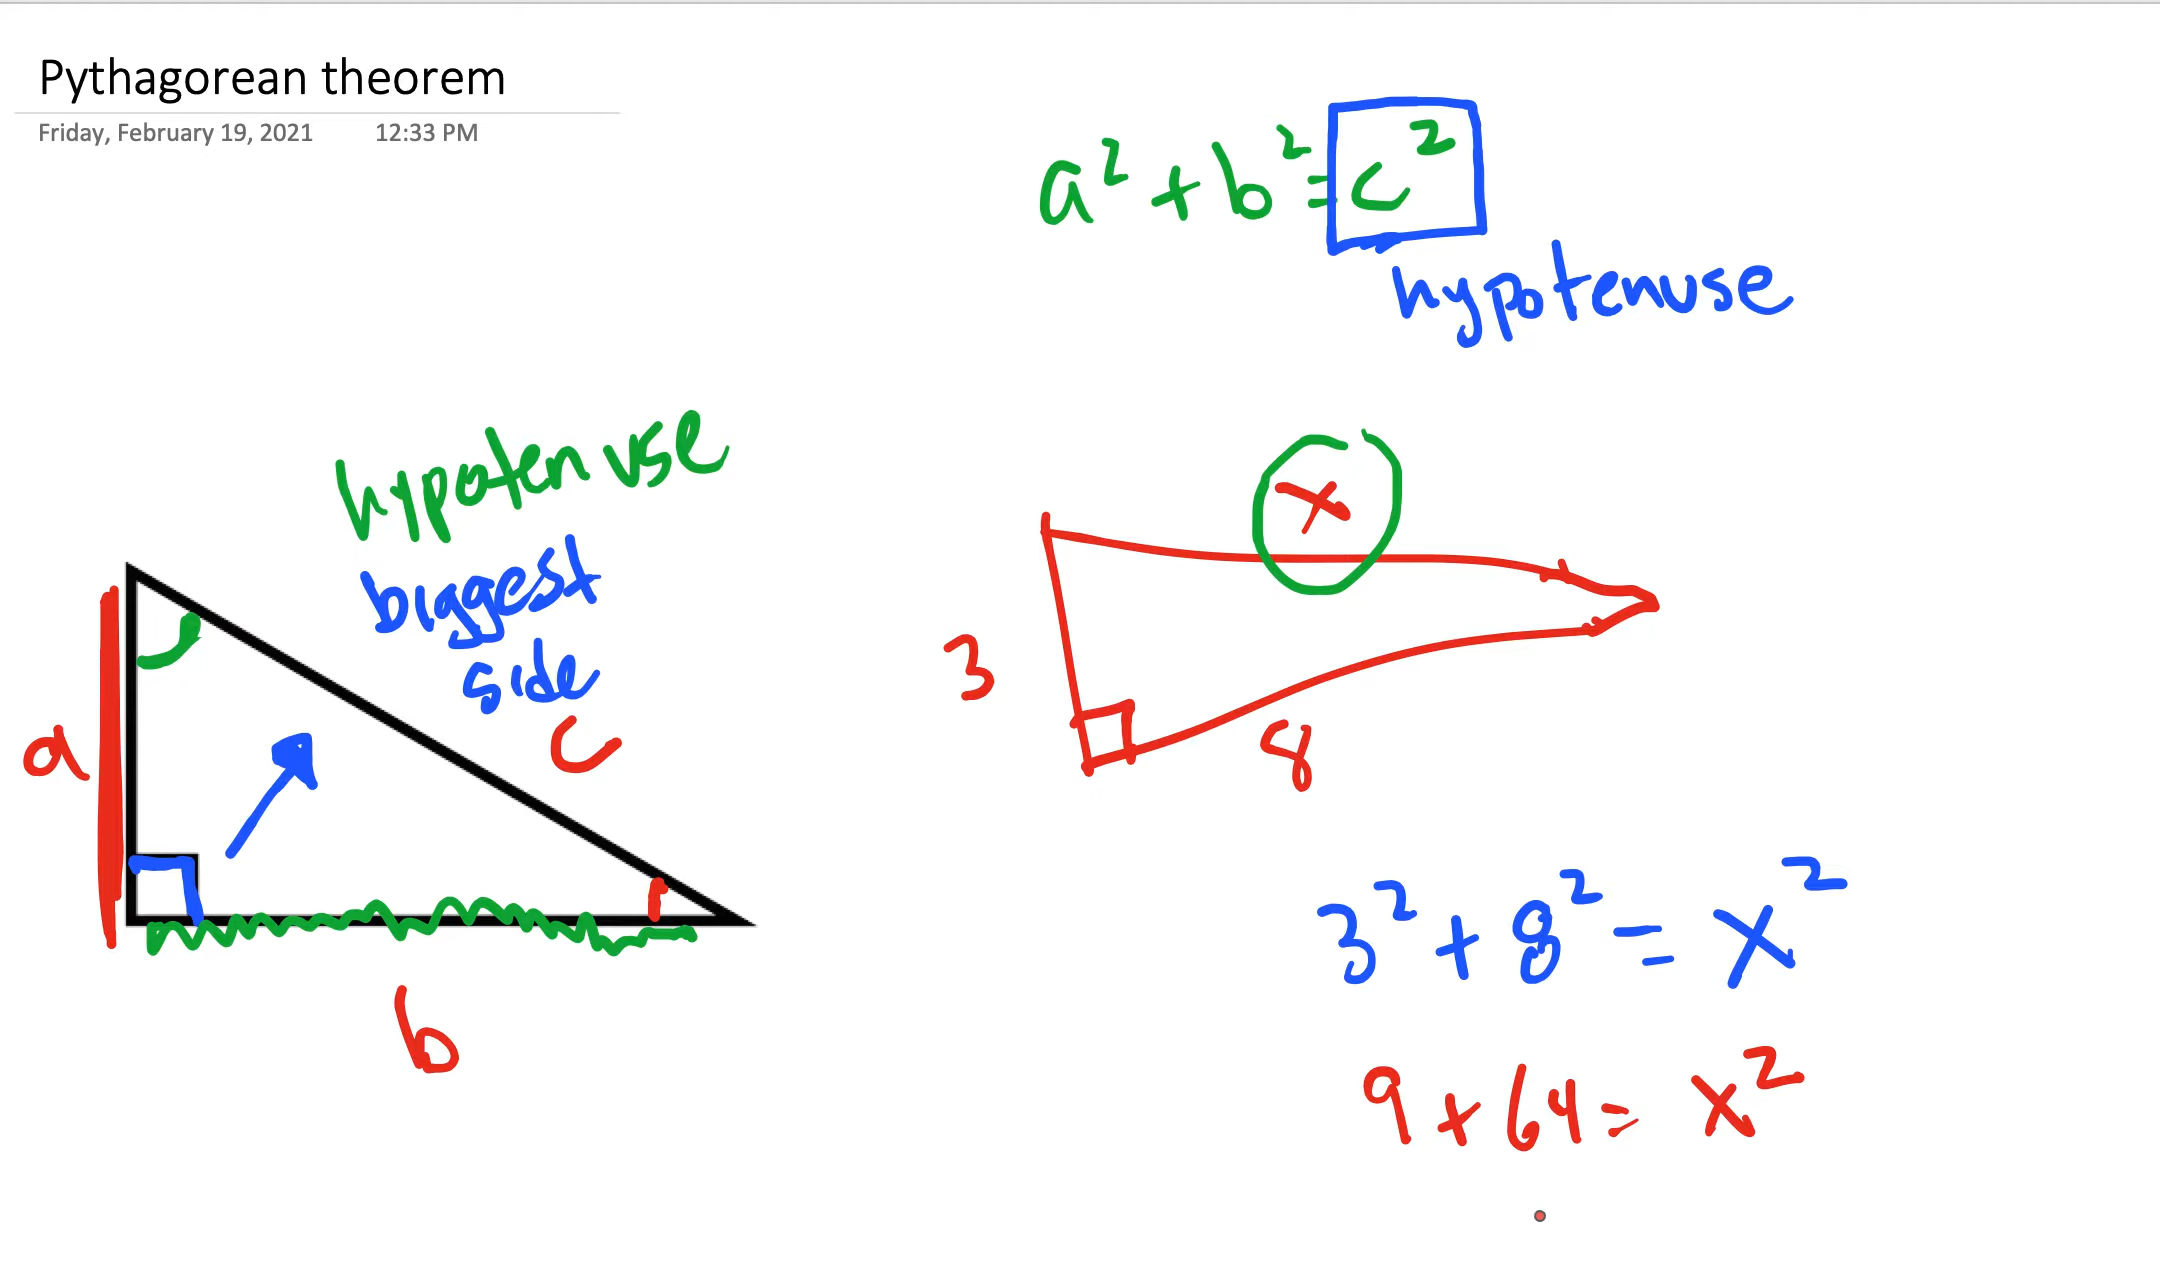 Pythagorean theorem
Friday, February 19, 2021 12:33 PM
a² + b² = c²
hypotenuse
hypotenuse
biggest
side
c
a
b
x
3
8
3² + 8² = x²
9 + 64 = x²